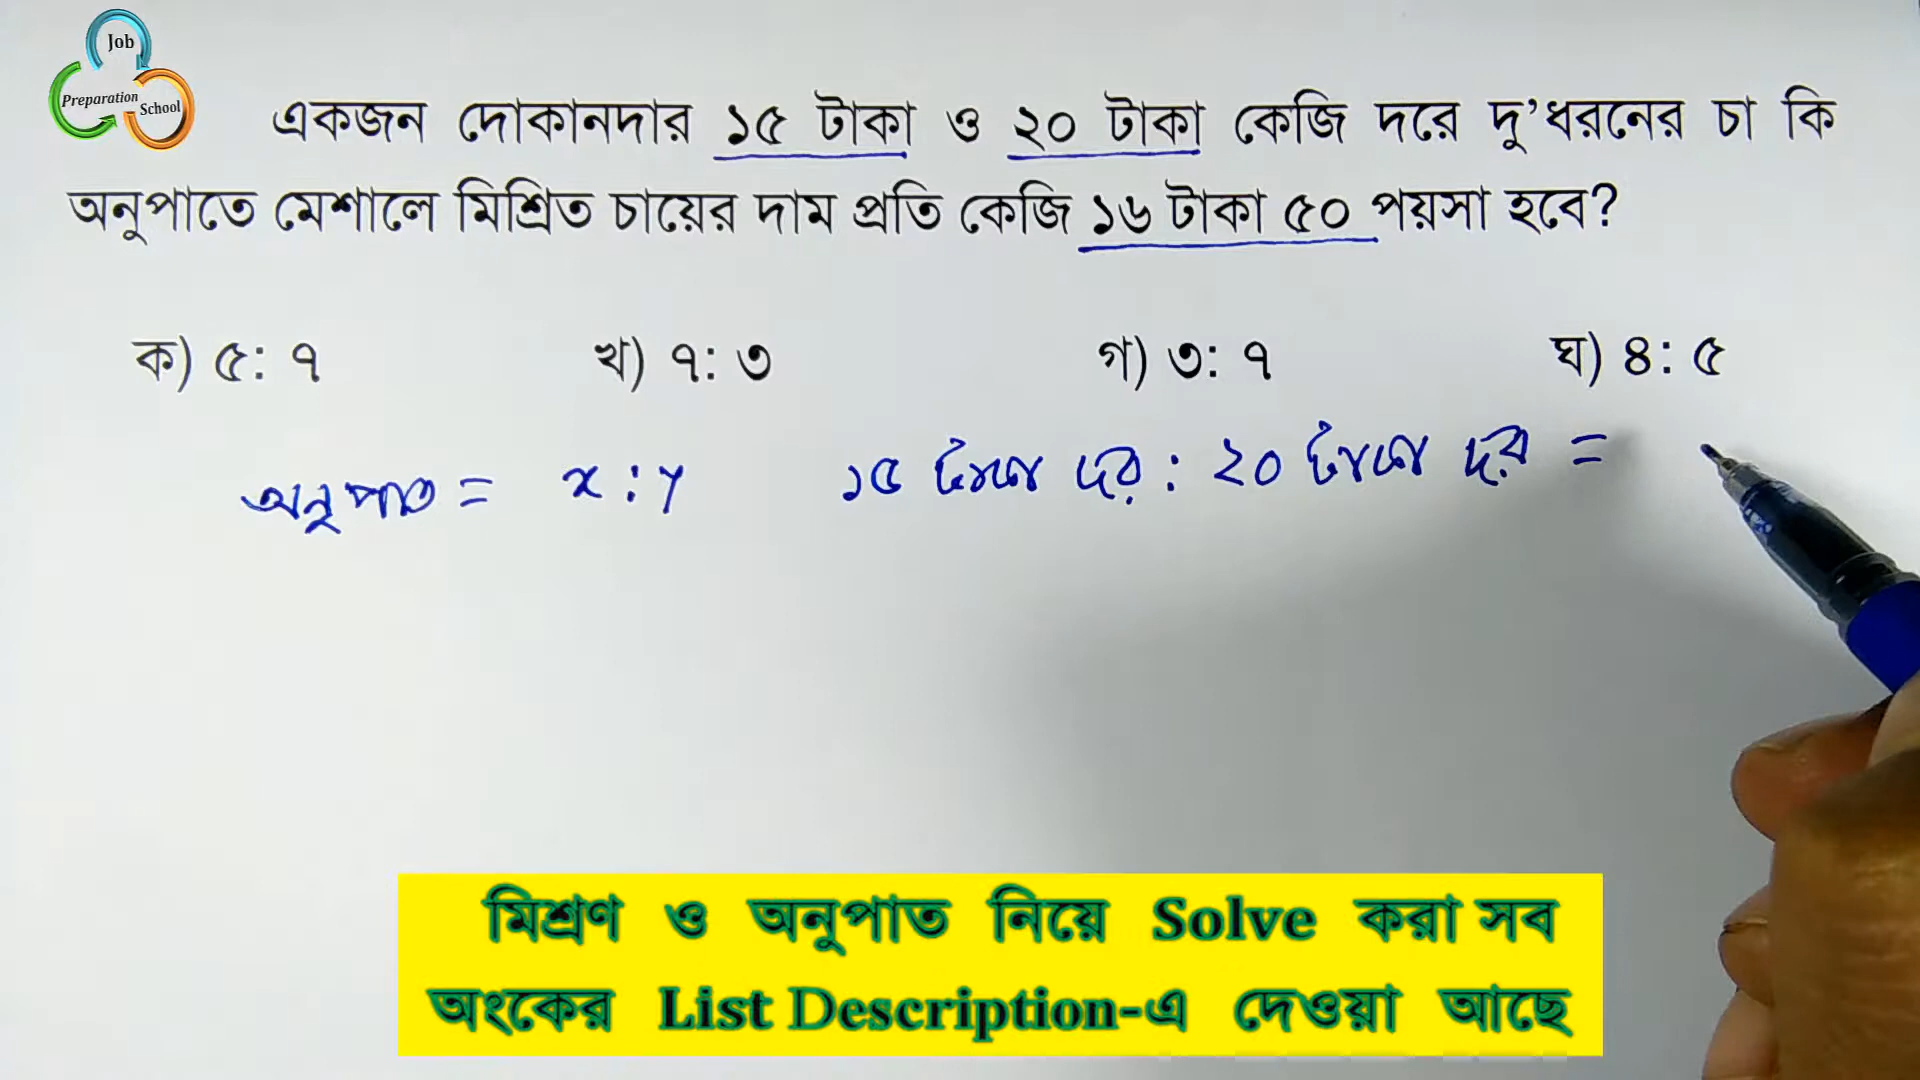 Job
Preparation
School
একজন দোকানদার ১৫ টাকা ও ২০ টাকা কেজি দরে দু’ধরনের চা কি
অনুপাতে মেশালে মিশ্রিত চায়ের দাম প্রতি কেজি ১৬ টাকা ৫০ পয়সা হবে?
ক) ৫: ৭ খ) ৭: ৩ গ) ৩: ৭ ঘ) ৪: ৫
অনুপাত = x : y ১৫ টাকা দর : ২০ টাকা দর =
মিশ্রণ ও অনুপাত নিয়ে Solve করা সব
অংকের List Description-এ দেওয়া আছে